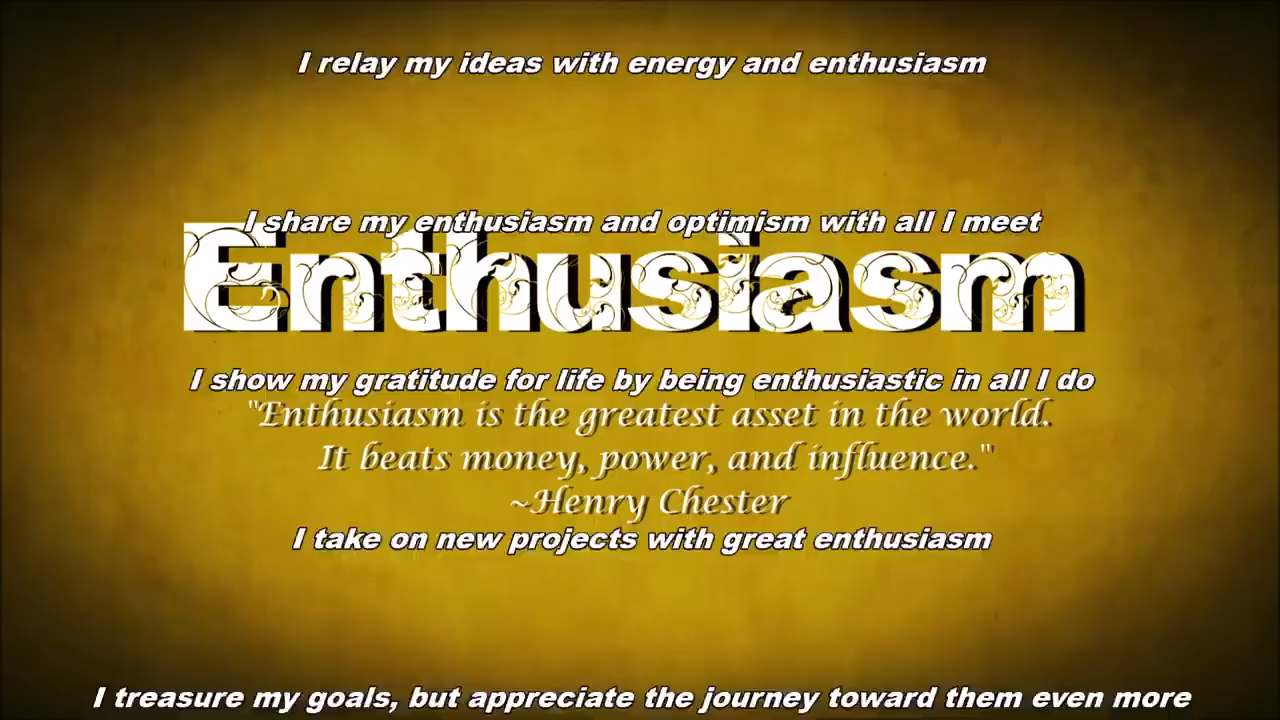 I relay my ideas with energy and enthusiasm
I share my enthusiasm and optimism with all I meet
Enthusiasm
I show my gratitude for life by being enthusiastic in all I do
"Enthusiasm is the greatest asset in the world.
It beats money, power, and influence."
~Henry Chester
I take on new projects with great enthusiasm
I treasure my goals, but appreciate the journey toward them even more